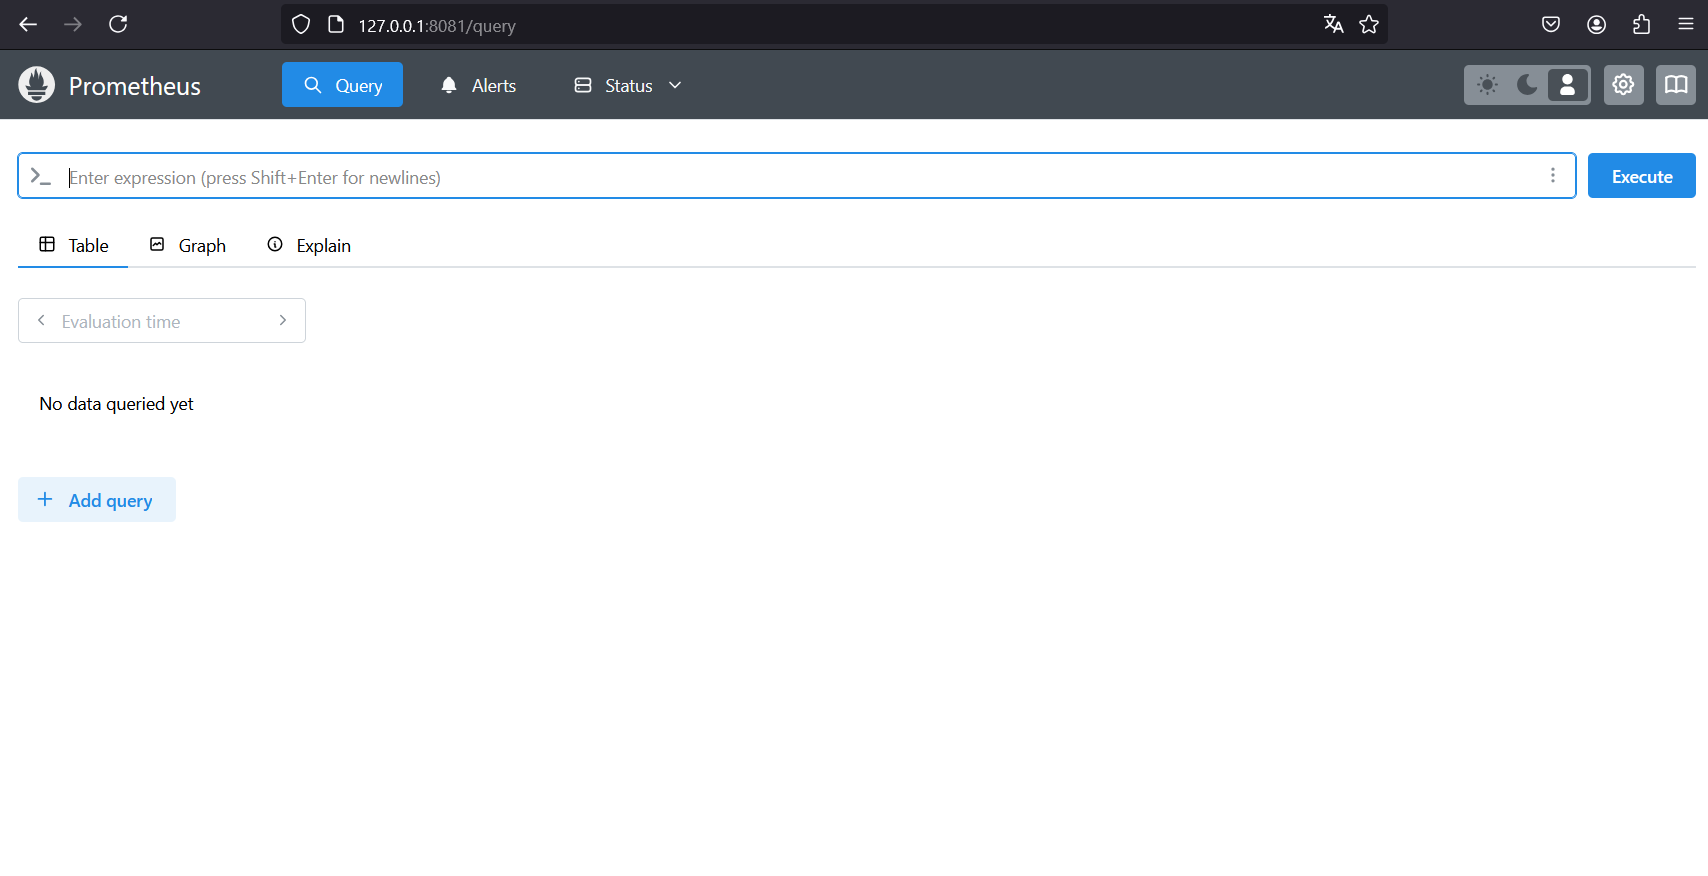 127.0.0.1:8081/query
Prometheus
Query
Alerts
Status
Enter expression (press Shift+Enter for newlines)
Execute
Table
Graph
Explain
Evaluation time
No data queried yet
Add query